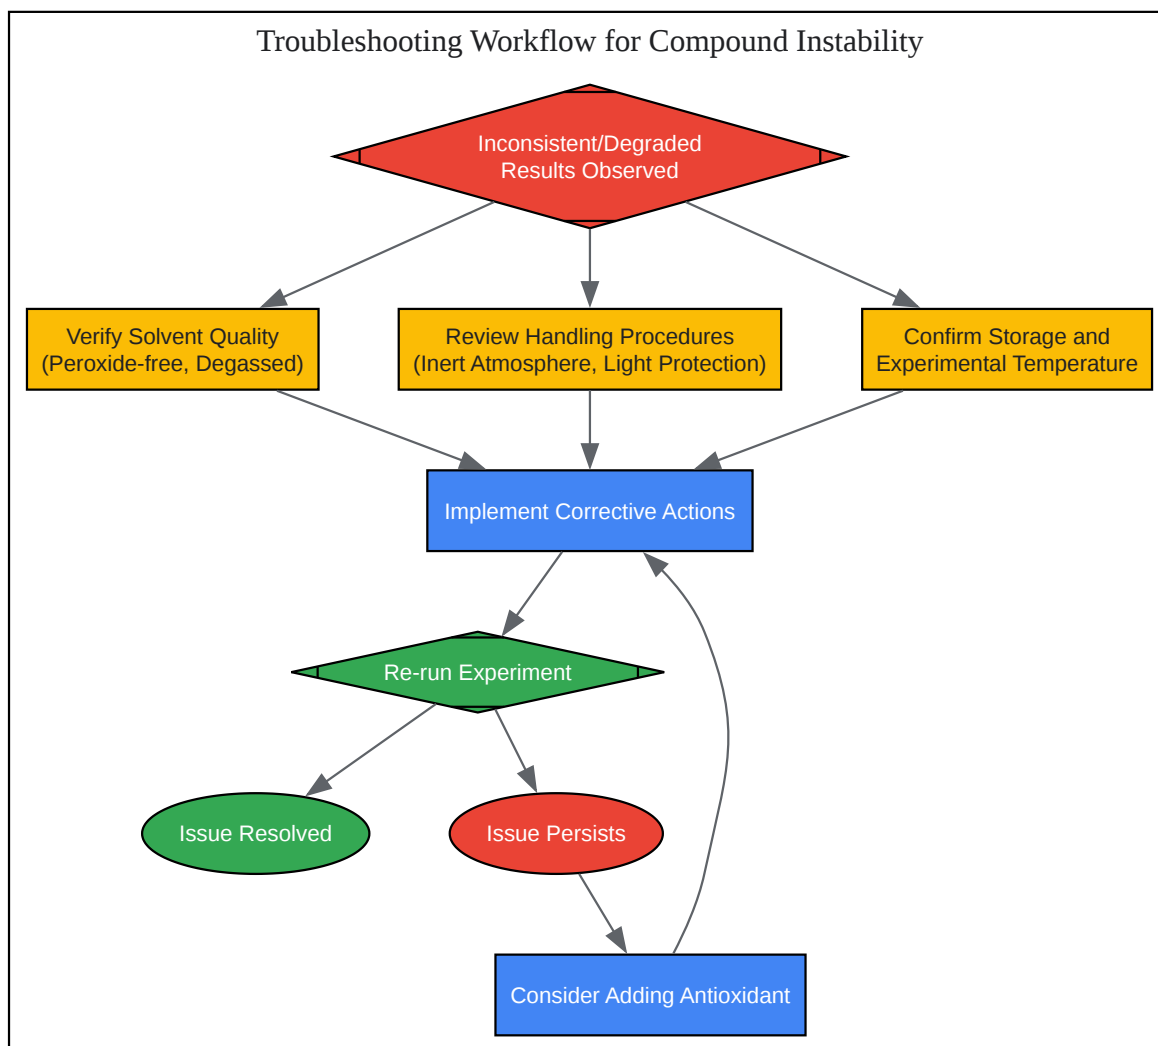 Troubleshooting Workflow for Compound Instability
Inconsistent/Degraded
Results Observed
Verify Solvent Quality
(Peroxide-free, Degassed)
Review Handling Procedures
(Inert Atmosphere, Light Protection)
Confirm Storage and
Experimental Temperature
Implement Corrective Actions
Re-run Experiment
Issue Resolved
Issue Persists
Consider Adding Antioxidant